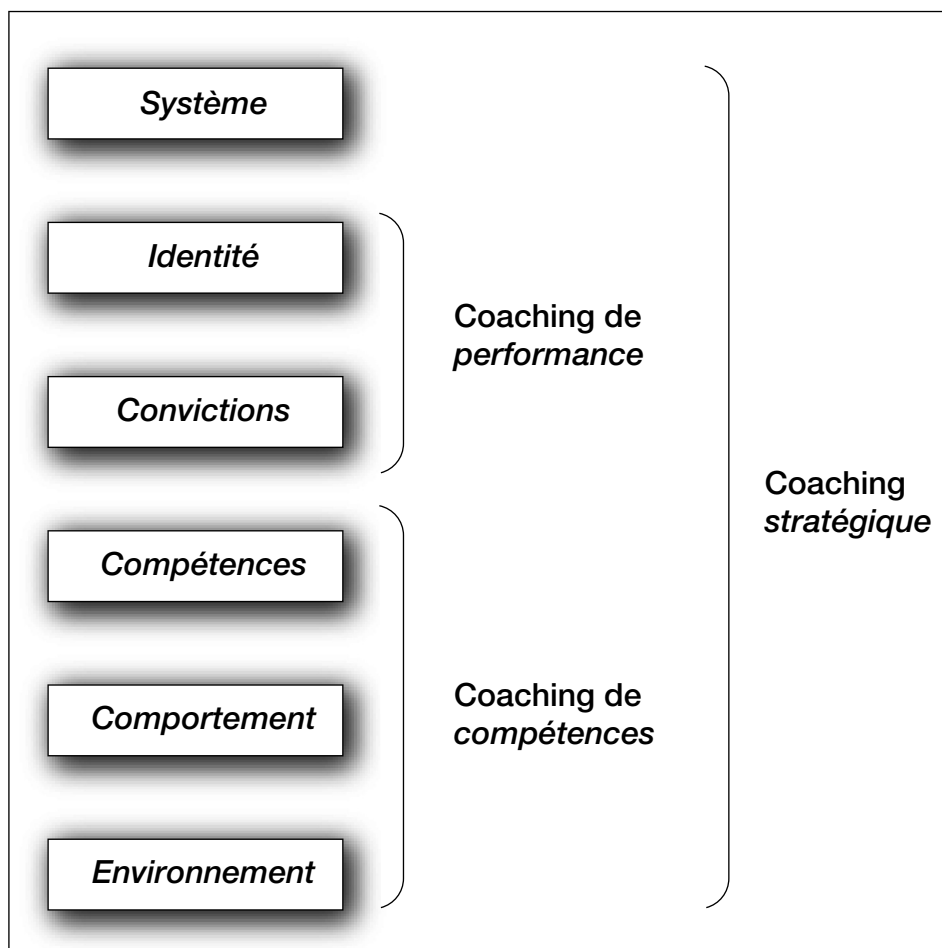 Système
Identité
Convictions
Compétences
Comportement
Environnement
Coaching de
performance
Coaching de
compétences
Coaching
stratégique